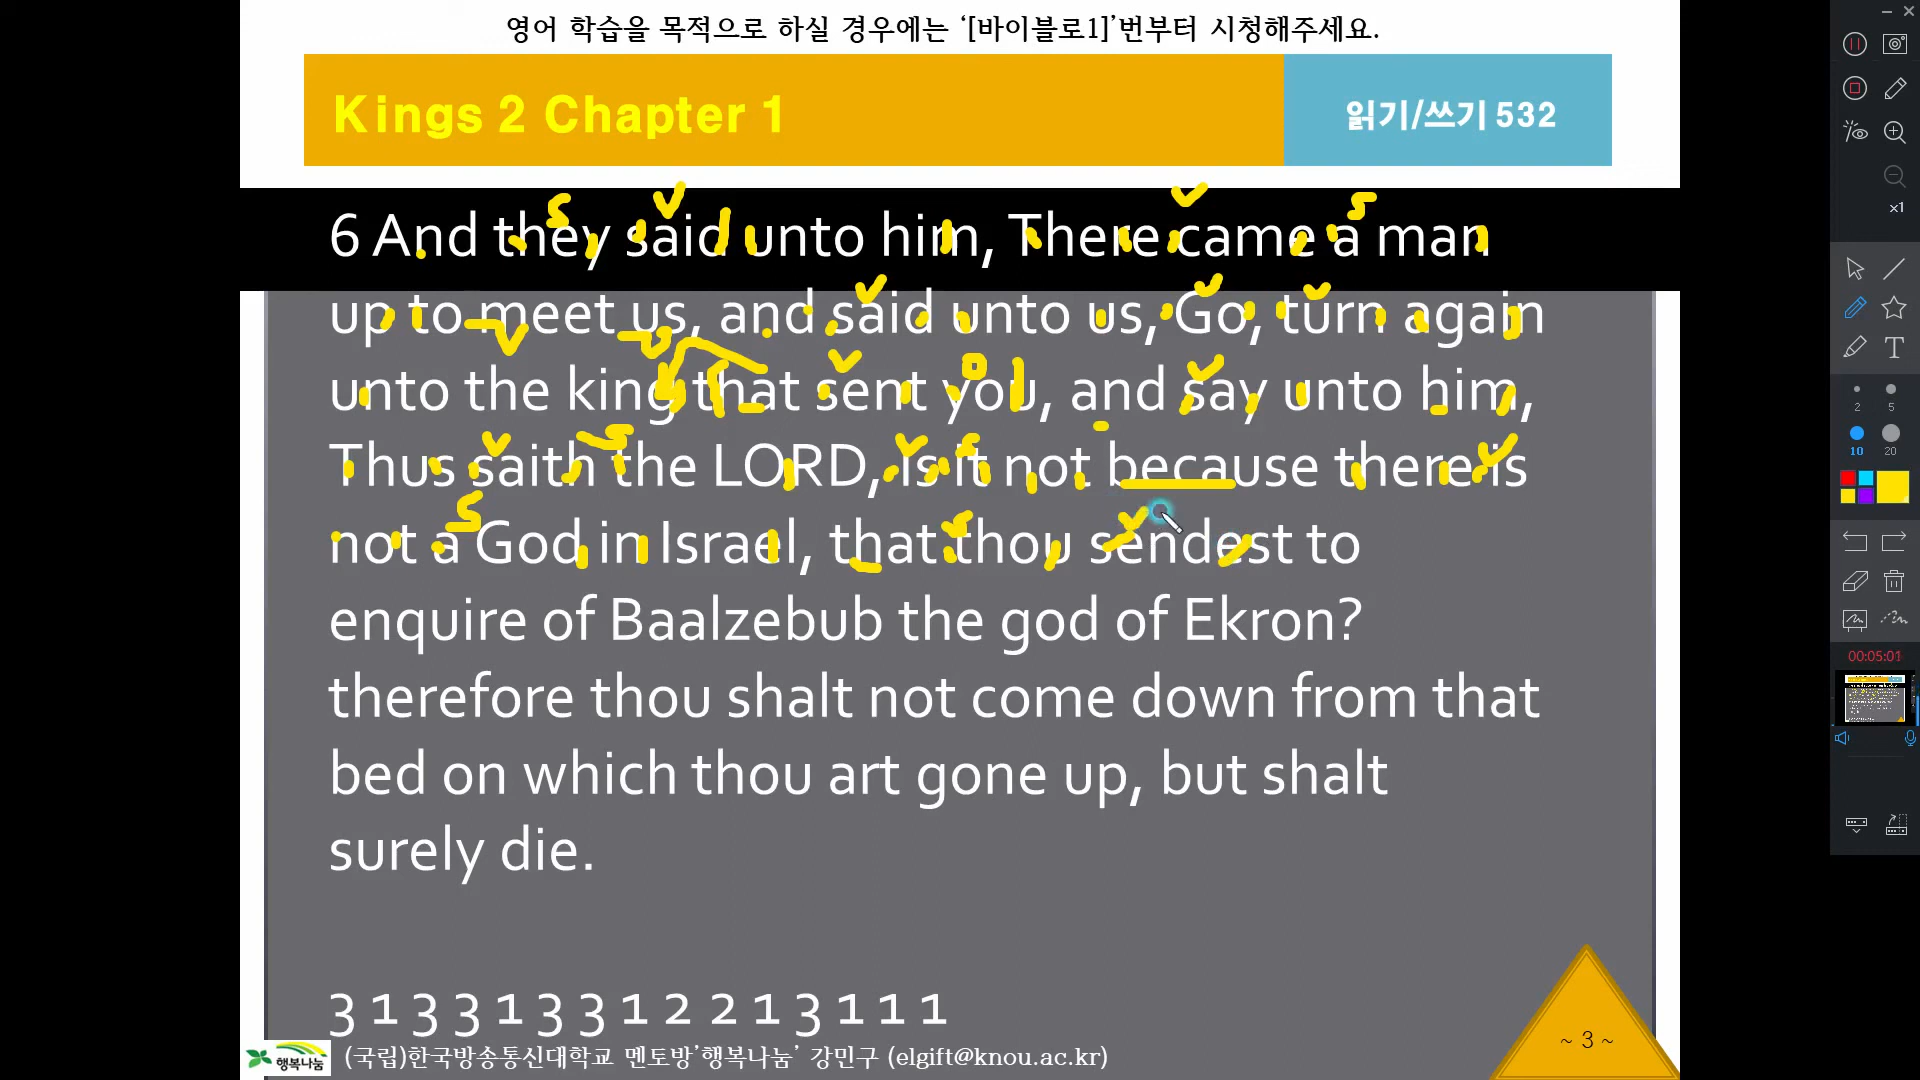 영어 학습을 목적으로 하실 경우에는 ‘[바이블로1]’번부터 시청해주세요.
Kings 2 Chapter 1
읽기/쓰기 532
6 And they said unto him, There came a man
up to meet us, and said unto us, Go, turn again
unto the king that sent you, and say unto him,
Thus saith the LORD, Is it not because there is
not a God in Israel, that thou sendest to
enquire of Baalzebub the god of Ekron?
therefore thou shalt not come down from that
bed on which thou art gone up, but shalt
surely die.
3 1 3 3 1 3 3 1 2 2 1 3 1 1 1
행복나눔 (국립)한국방송통신대학교 멘토방’행복나눔’ 강민구 (elgift@knou.ac.kr)
~ 3 ~
x1
2 5
10 20
00:05:01